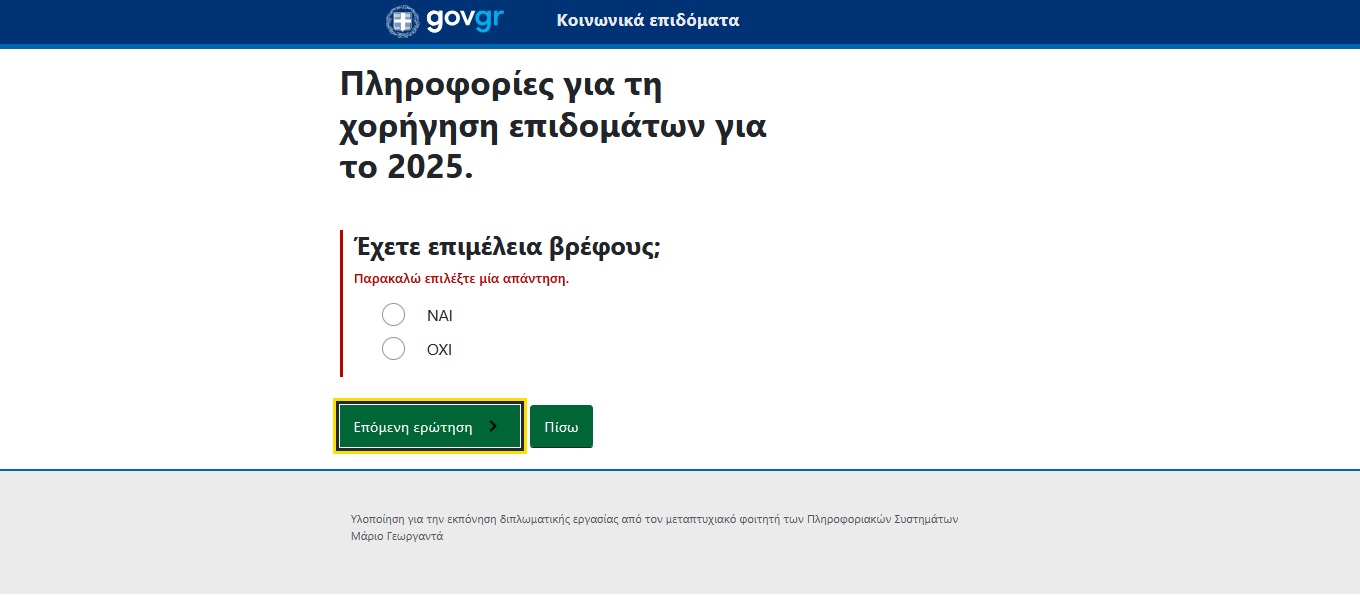 govgr
Κοινωνικά επιδόματα
Πληροφορίες για τη
χορήγηση επιδομάτων για
το 2025.
Έχετε επιμέλεια βρέφους;
Παρακαλώ επιλέξτε μία απάντηση.
ΝΑΙ
ΟΧΙ
Επόμενη ερώτηση
Πίσω
Υλοποίηση για την εκπόνηση διπλωματικής εργασίας από τον μεταπτυχιακό φοιτητή των Πληροφοριακών Συστημάτων
Μάριο Γεωργαντά